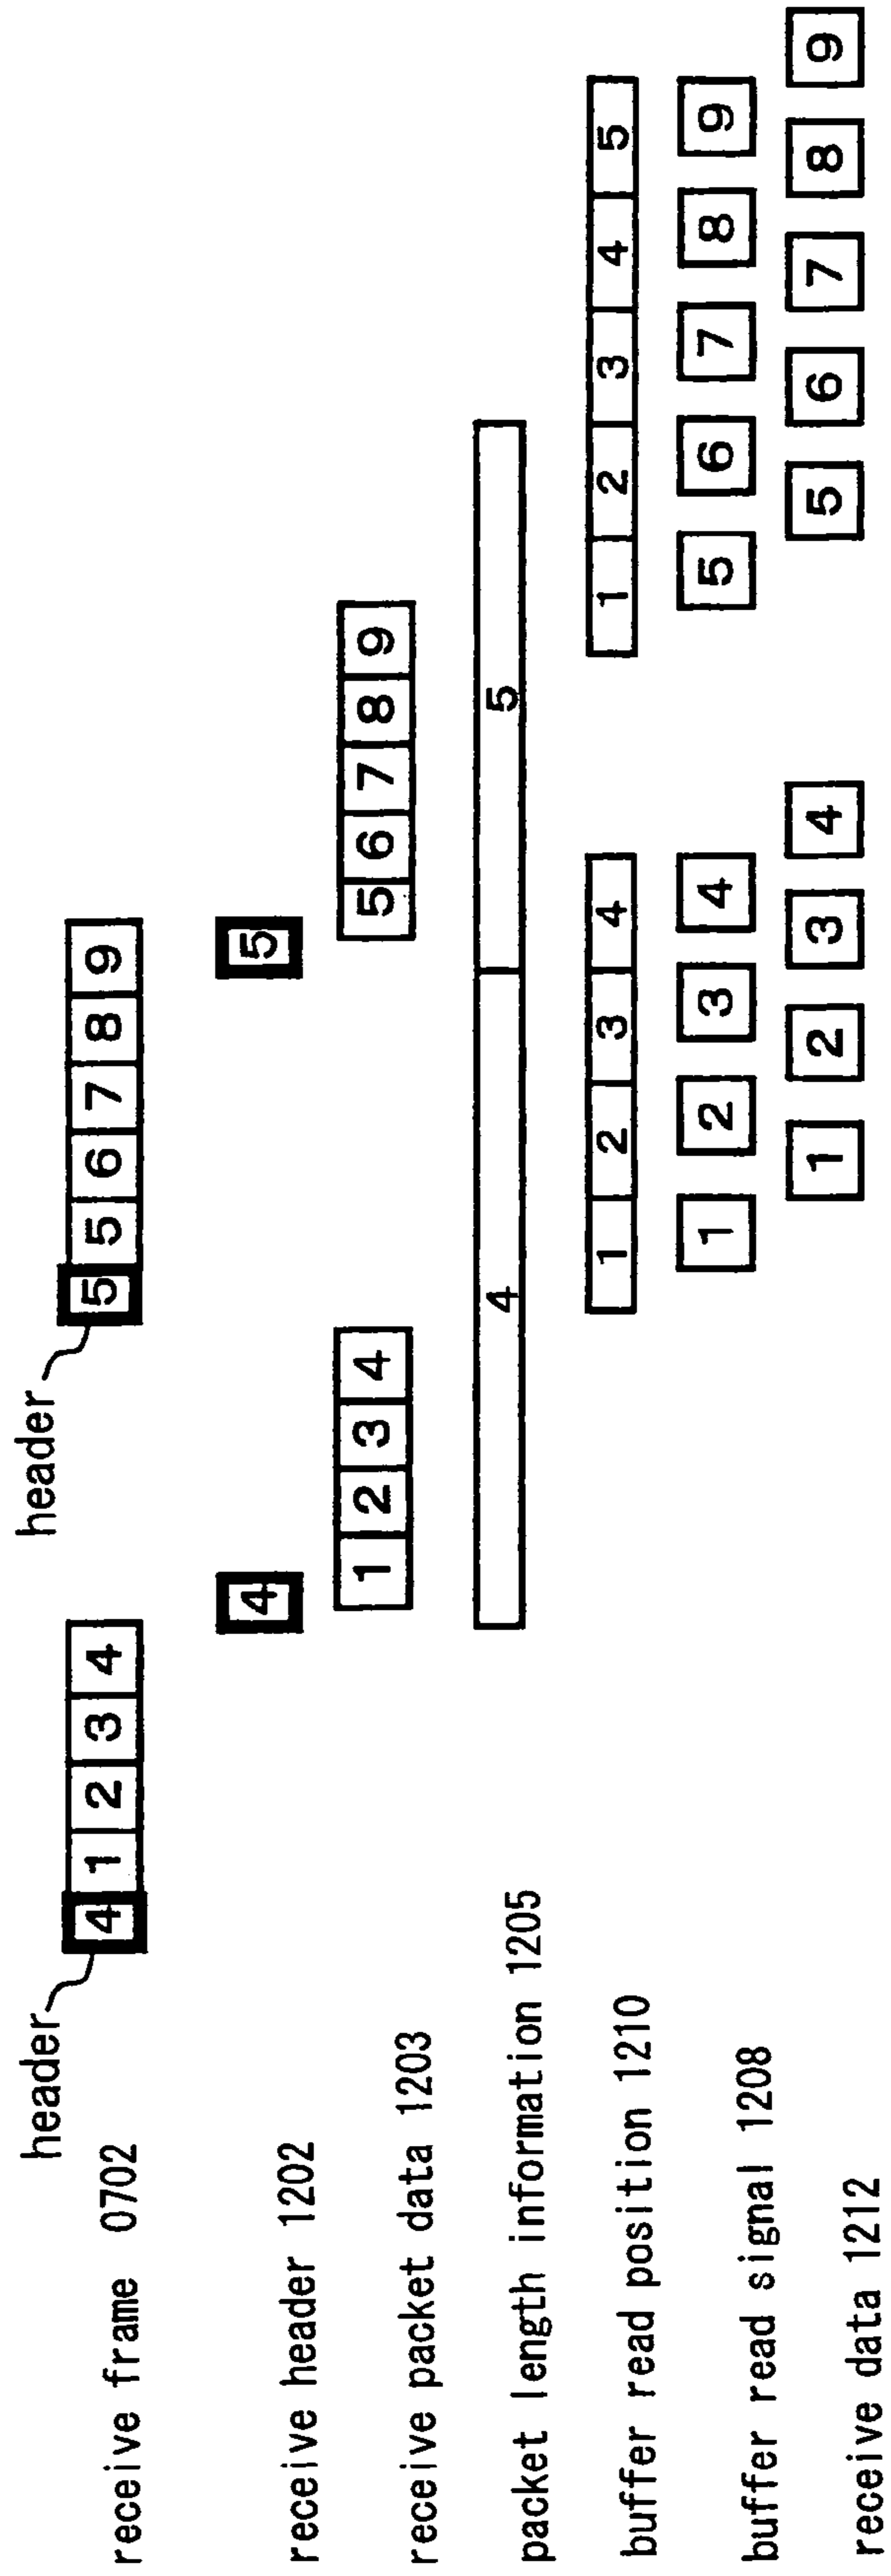 header
header
receive frame 0702
4 1 2 3 4
5 5 6 7 8 9
receive header 1202
4
5
receive packet data 1203
1 2 3 4
5 6 7 8 9
packet length information 1205
4
5
buffer read position 1210
1 2 3 4
1 2 3 4 5
buffer read signal 1208
1 2 3 4
5 6 7 8 9
receive data 1212
1 2 3 4
5 6 7 8 9